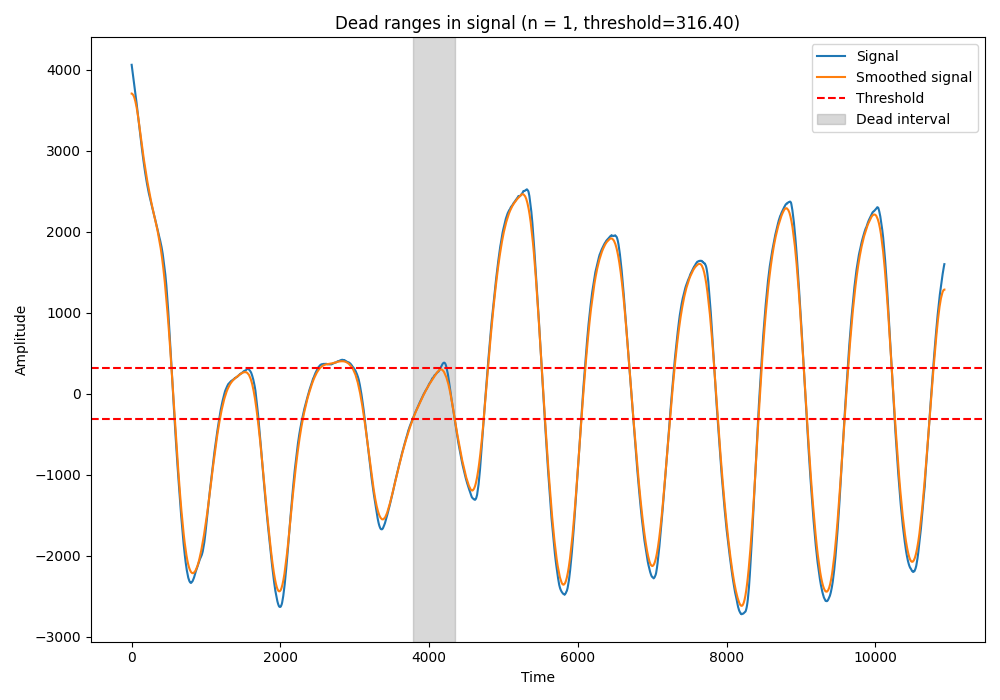 Dead ranges in signal (n = 1, threshold=316.40)
Signal
Smoothed signal
Threshold
Dead interval
Amplitude
4000
3000
2000
1000
0
−1000
−2000
−3000
0 2000 4000 6000 8000 10000
Time